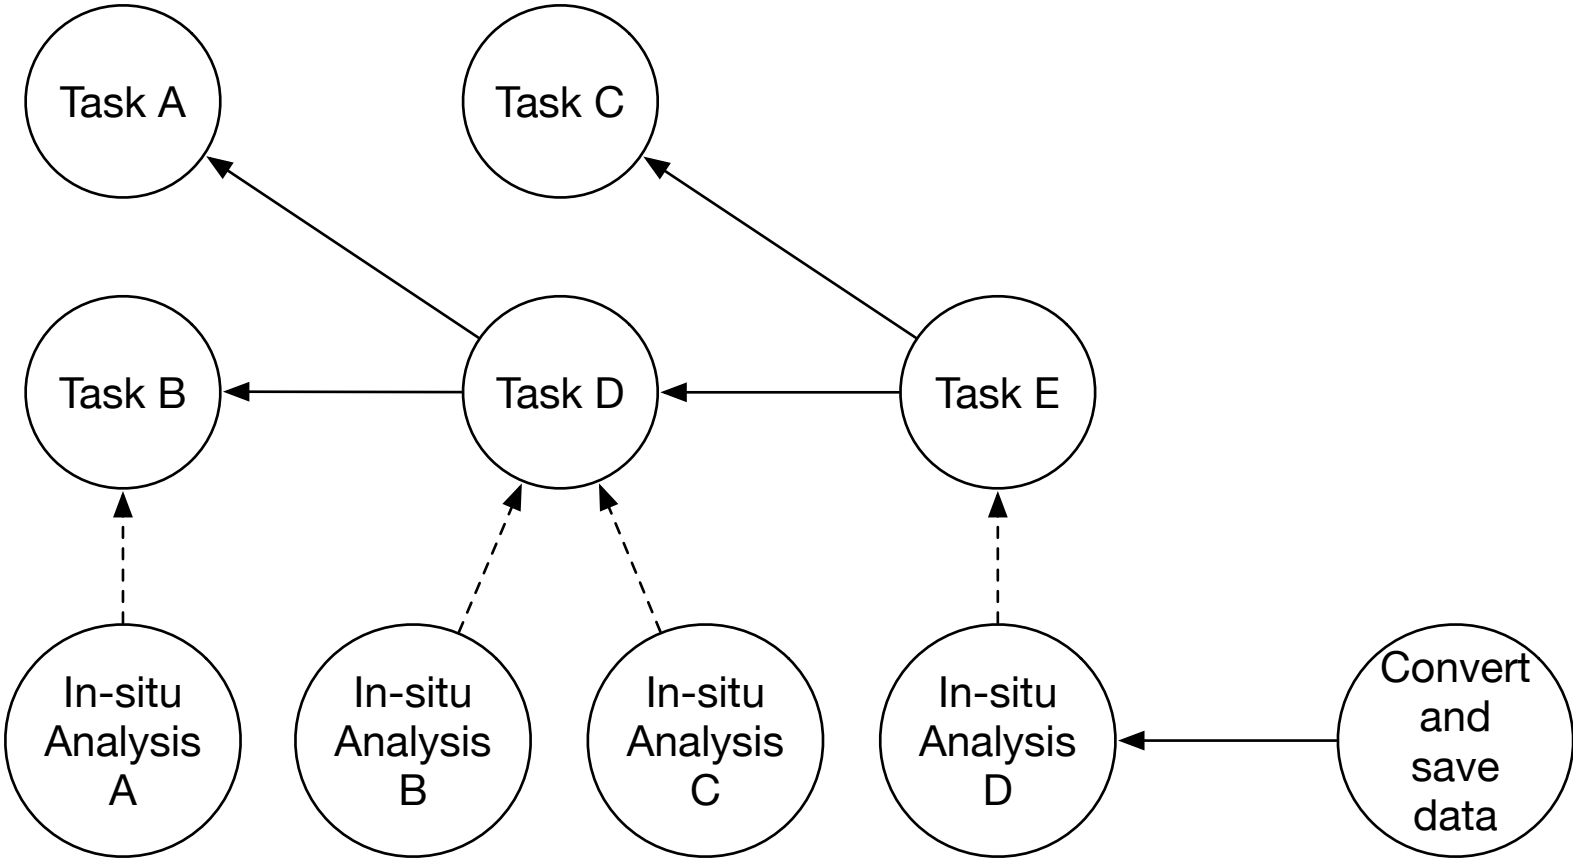 Task A
Task C
Task B
Task D
Task E
In-situ
Analysis
A
In-situ
Analysis
B
In-situ
Analysis
C
In-situ
Analysis
D
Convert
and
save
data